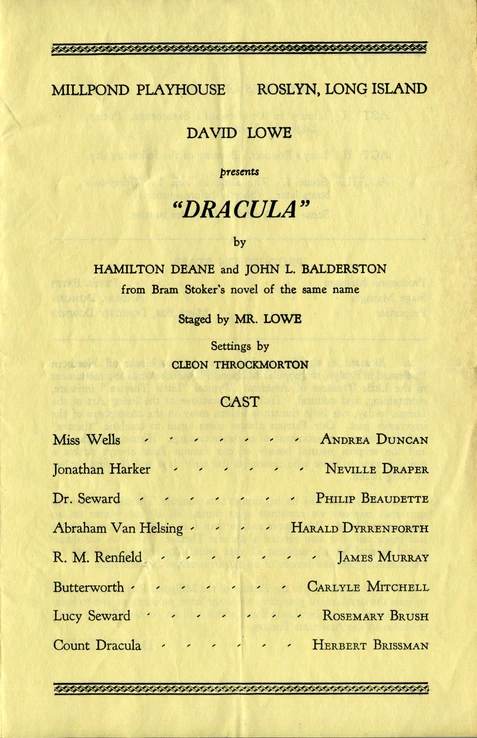 MILLPOND PLAYHOUSE ROSLYN, LONG ISLAND
DAVID LOWE
presents
"DRACULA"
by
HAMILTON DEANE and JOHN L. BALDERSTON
from Bram Stoker's novel of the same name
Staged by MR. LOWE
Settings by
CLEON THROCKMORTON
CAST
Miss Wells - - - - - - - ANDREA DUNCAN
Jonathan Harker - - - - - - NEVILLE DRAPER
Dr. Seward - - - - - - - PHILIP BEAUDETTE
Abraham Van Helsing - - - - - HARALD DYRRENFORTH
R. M. Renfield - - - - - - - JAMES MURRAY
Butterworth - - - - - - - CARLYLE MITCHELL
Lucy Seward - - - - - - - ROSEMARY BRUSH
Count Dracula - - - - - - HERBERT BRISSMAN